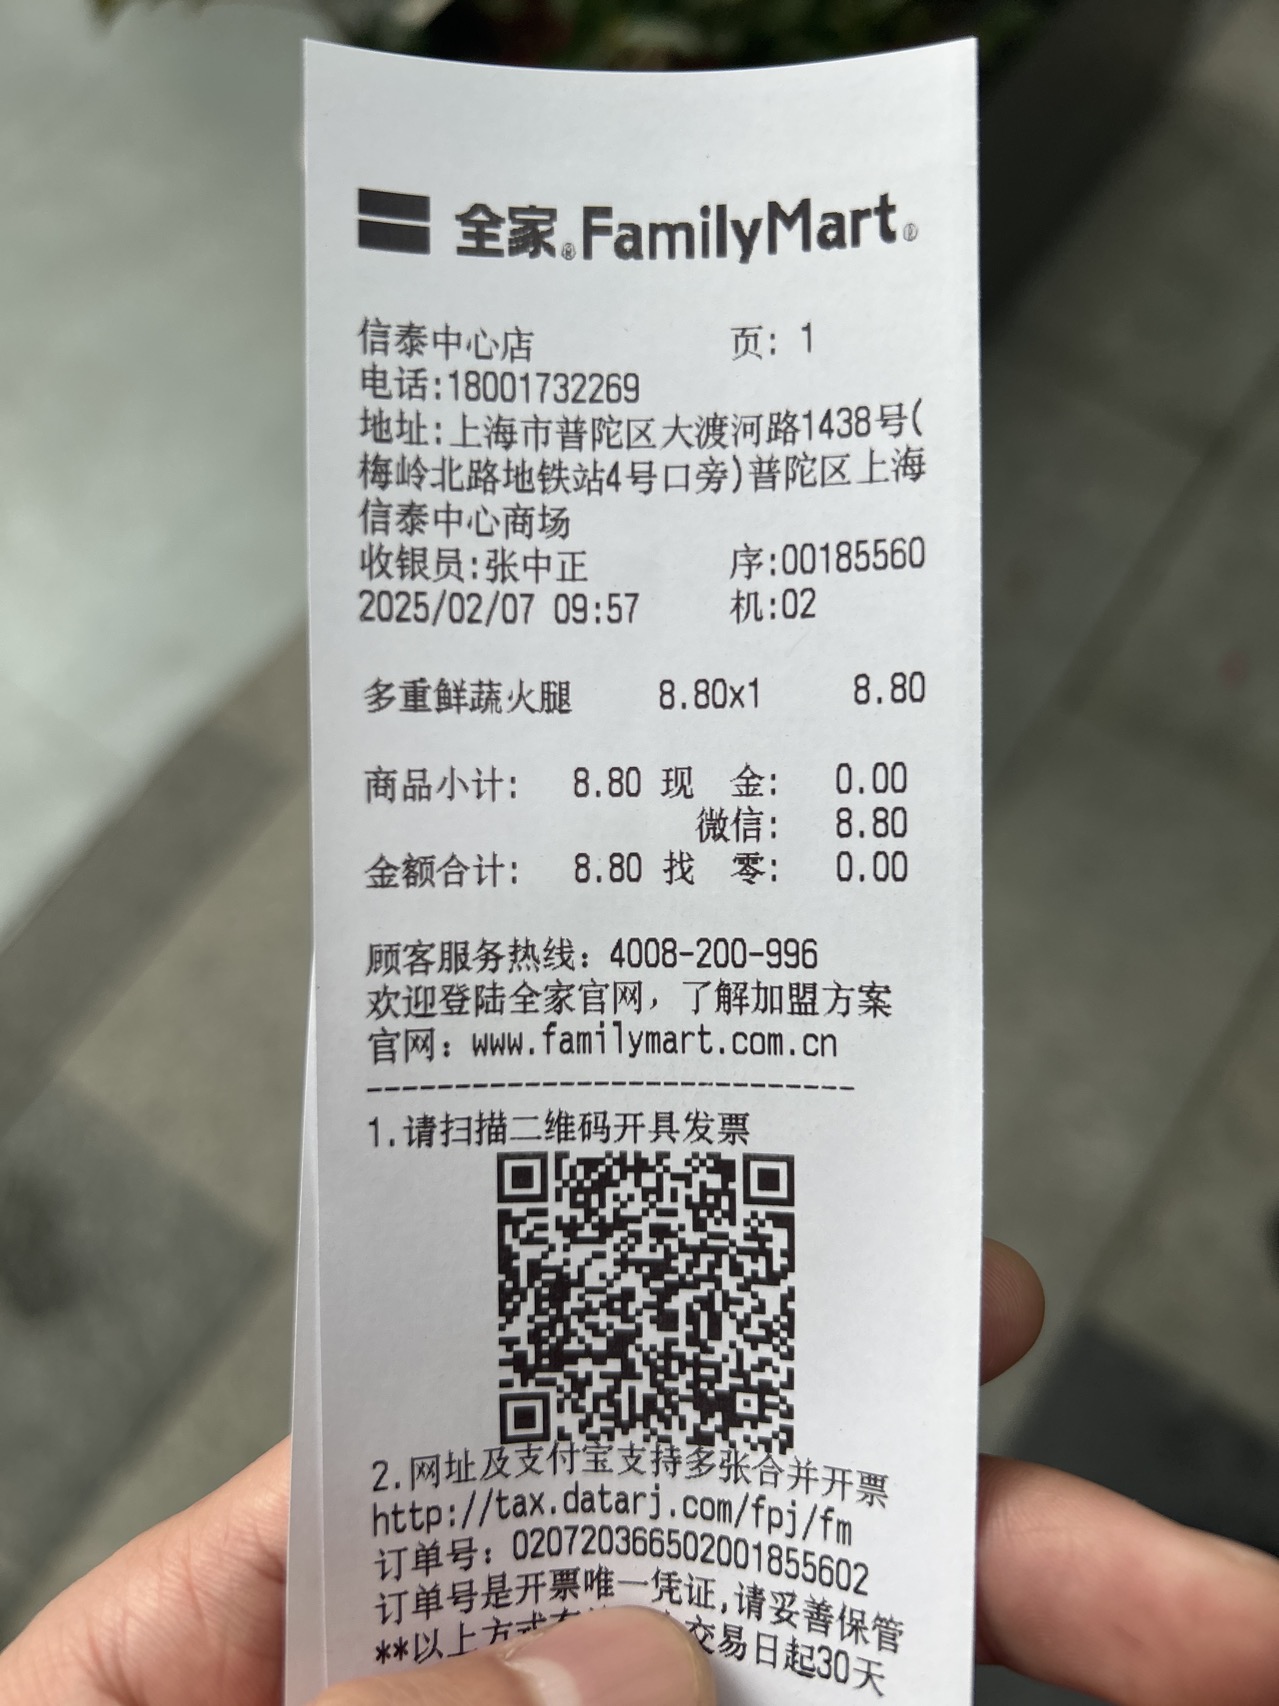 全家® FamilyMart®
信泰中心店 页: 1
电话:18001732269
地址:上海市普陀区大渡河路1438号(
梅岭北路地铁站4号口旁)普陀区上海
信泰中心商场
收银员:张中正 序:00185560
2025/02/07 09:57 机:02
多重鲜蔬火腿 8.80x1 8.80
商品小计: 8.80 现 金: 0.00
微信: 8.80
金额合计: 8.80 找 零: 0.00
顾客服务热线: 4008-200-996
欢迎登陆全家官网，了解加盟方案
官网: www.familymart.com.cn
--------------------------
1.请扫描二维码开具发票
2.网址及支付宝支持多张合并开票
http://tax.datarj.com/fpj/fm
订单号: 020720366502001855602
订单号是开票唯一凭证,请妥善保管
**以上方式 交易日起30天